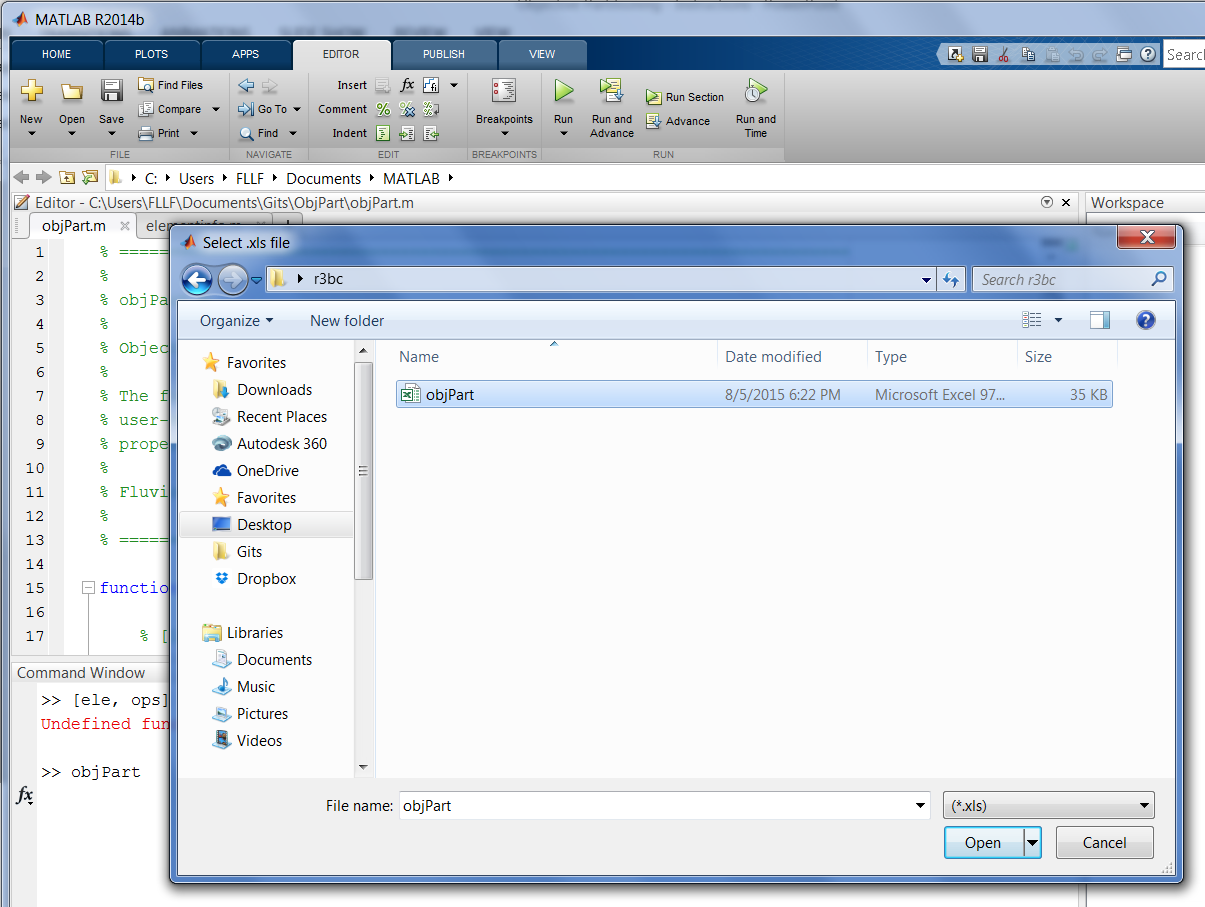 MATLAB R2014b
HOME PLOTS APPS EDITOR PUBLISH VIEW
Search
New Open Save
Find Files
Compare
Print
FILE
Go To
Find
NAVIGATE
Insert fx
Comment
Indent
EDIT
Breakpoints
BREAKPOINTS
Run
Run and
Advance
Run Section
Advance
Run and
Time
RUN
C: Users FLLF Documents MATLAB
Editor - C:\Users\FLLF\Documents\Gits\ObjPart\objPart.m
Workspace
objPart.m
1 % =====
2 %
3 % objPa
4 %
5 % Objec
6 %
7 % The f
8 % user-
9 % prope
10 %
11 % Fluvi
12 %
13 % =====
14
15 functio
16
17 % [
Command Window
>> [ele, ops]
Undefined fun
>> objPart
fx
Select .xls file
r3bc
Search r3bc
Organize New folder
Favorites
Downloads
Recent Places
Autodesk 360
OneDrive
Favorites
Desktop
Gits
Dropbox
Libraries
Documents
Music
Pictures
Videos
Name Date modified Type Size
objPart 8/5/2015 6:22 PM Microsoft Excel 97... 35 KB
File name: objPart (*.xls)
Open Cancel